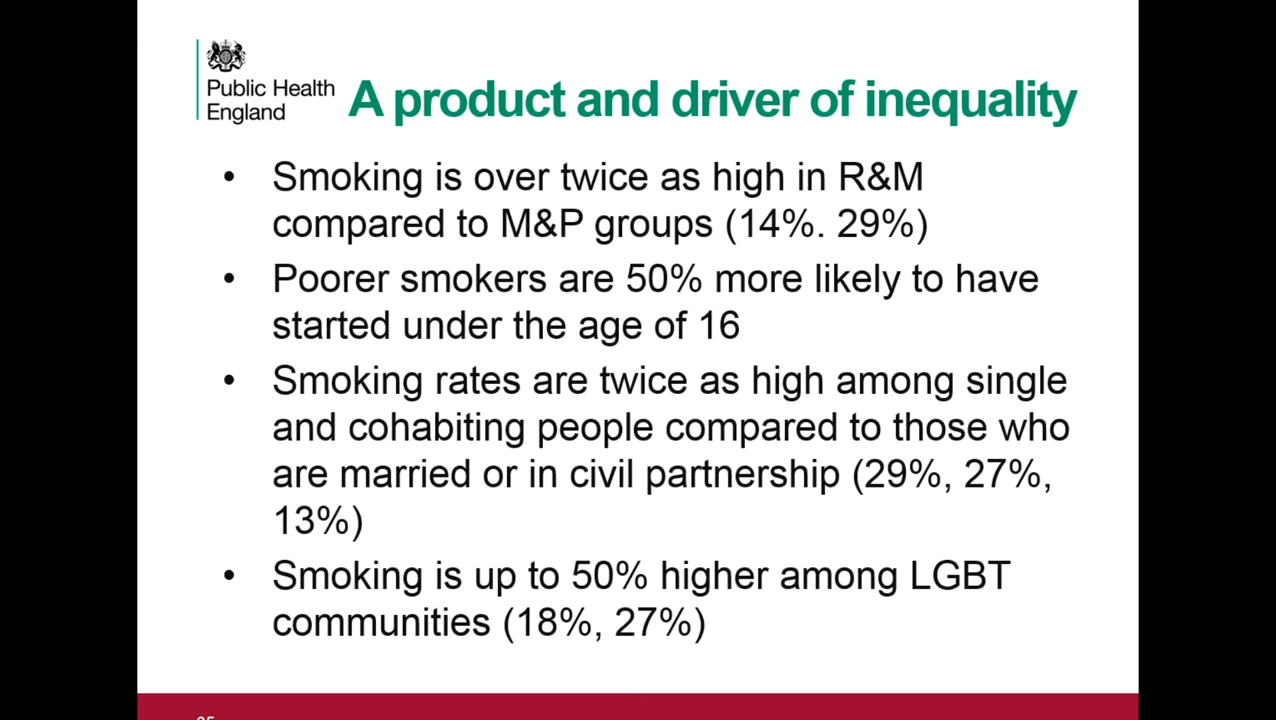 Public Health
England
A product and driver of inequality
• Smoking is over twice as high in R&M
compared to M&P groups (14%. 29%)
• Poorer smokers are 50% more likely to have
started under the age of 16
• Smoking rates are twice as high among single
and cohabiting people compared to those who
are married or in civil partnership (29%, 27%,
13%)
• Smoking is up to 50% higher among LGBT
communities (18%, 27%)